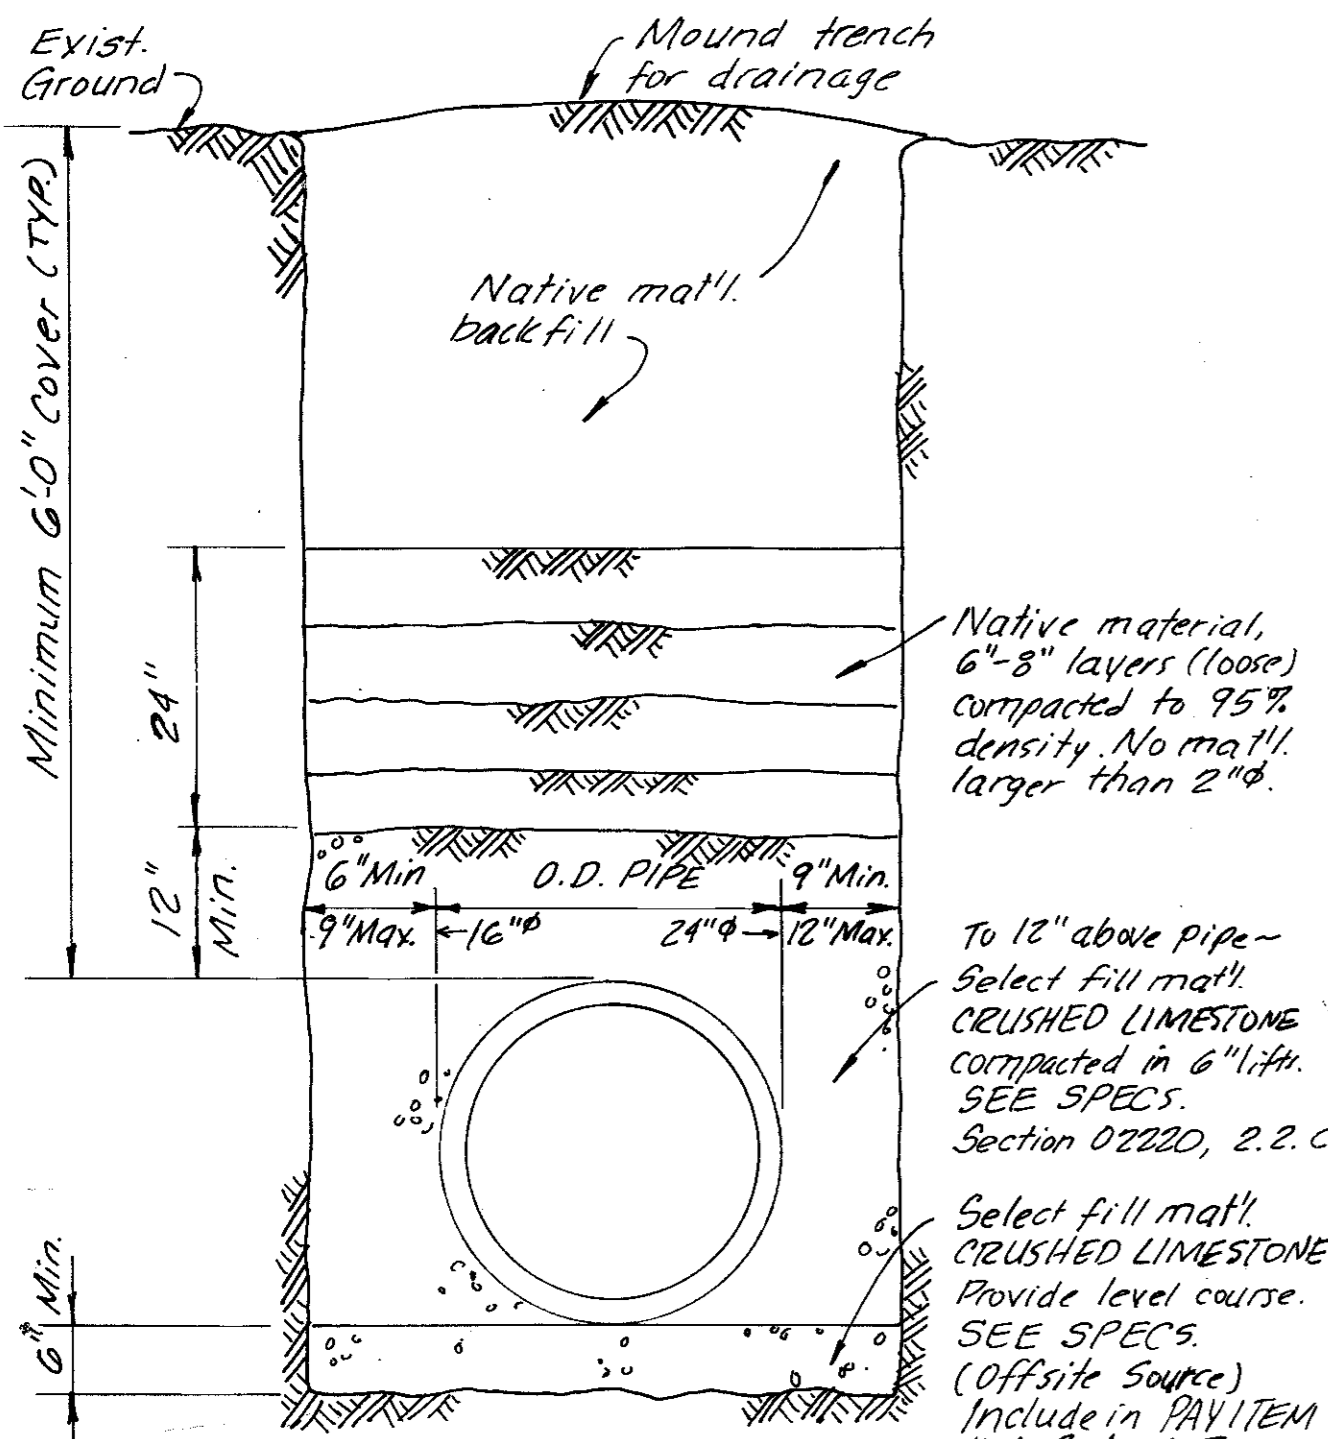 Exist.
Ground
Mound trench
for drainage
Minimum 6'-0" Cover (TYP.)
Native mat'l.
backfill
24"
Native material,
6"-8" layers (loose)
compacted to 95%
density. No mat'l.
larger than 2"ø.
12"
Min.
6" Min O.D. PIPE 9" Min.
9" Max. 16"ø 24"ø 12" Max.
To 12" above pipe~
Select fill mat'l.
CRUSHED LIMESTONE
compacted in 6" lifts.
SEE SPECS.
Section 02220, 2.2. C
6" Min.
Select fill mat'l.
CRUSHED LIMESTONE
Provide level course.
SEE SPECS.
(Offsite Source)
Include in PAY ITEM